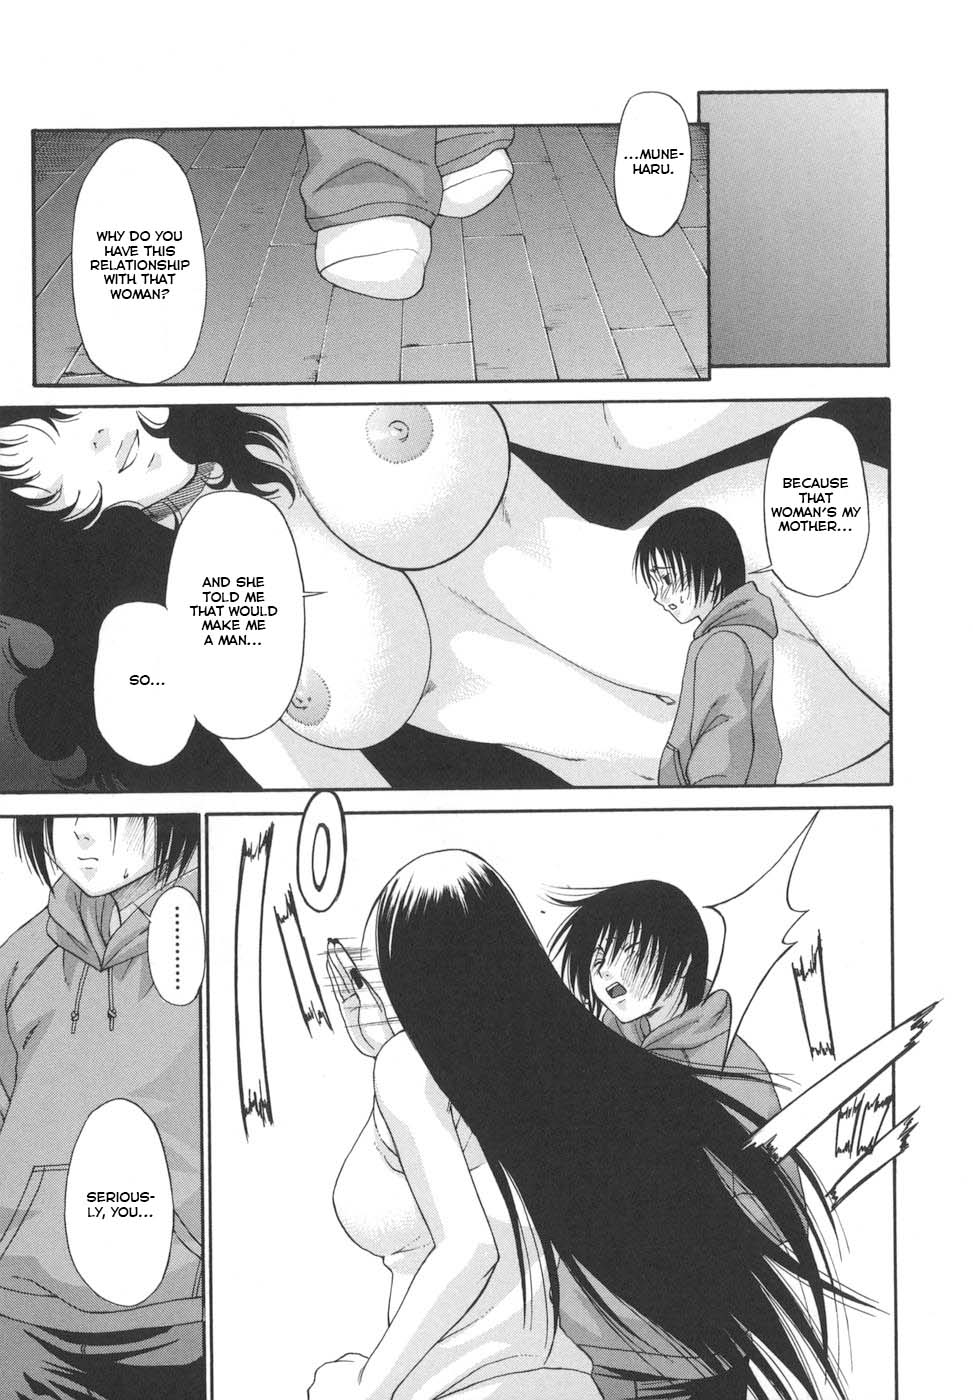 ...MUNE-
HARU.
WHY DO YOU
HAVE THIS
RELATIONSHIP
WITH THAT
WOMAN?
BECAUSE
THAT
WOMAN'S MY
MOTHER...
AND SHE
TOLD ME
THAT WOULD
MAKE ME
A MAN...
SO...
........
SERIOUS-
LY, YOU...